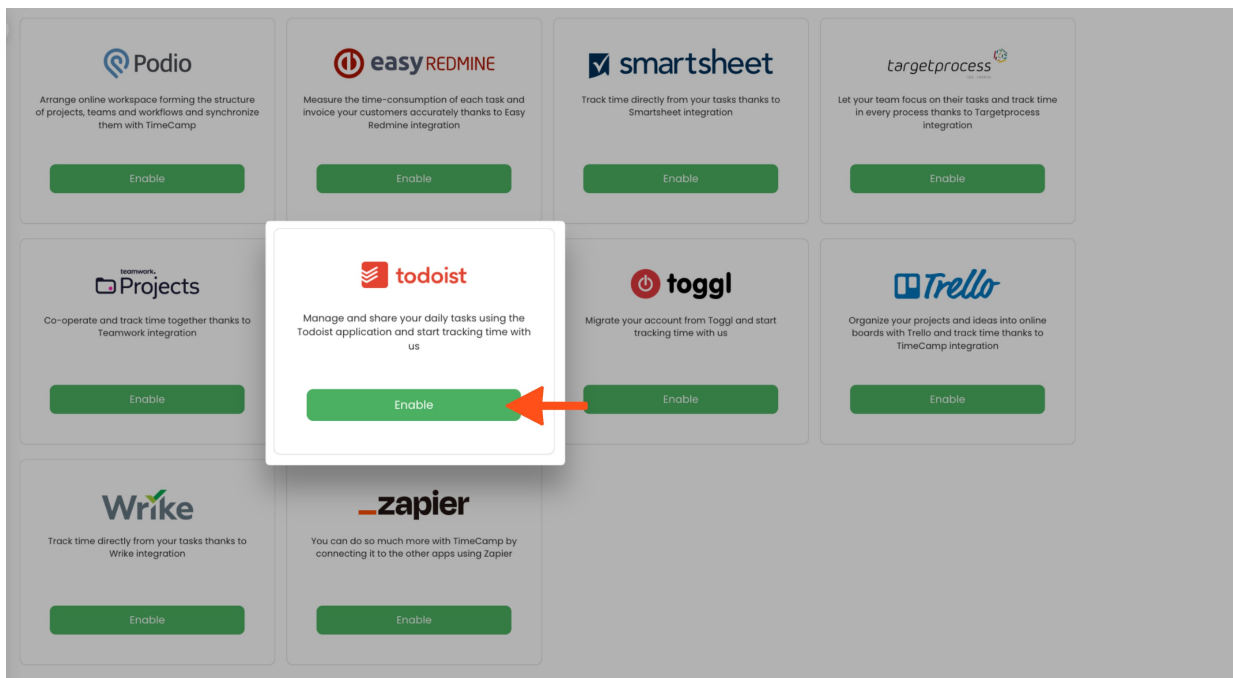 Podio
Arrange online workspace forming the structure
of projects, teams and workflows and synchronize
them with TimeCamp
Enable
easy REDMINE
Measure the time-consumption of each task and
invoice your customers accurately thanks to Easy
Redmine integration
Enable
smartsheet
Track time directly from your tasks thanks to
Smartsheet integration
Enable
targetprocess
Let your team focus on their tasks and track time
in every process thanks to Targetprocess
integration
Enable
teamwork.
Projects
Co-operate and track time together thanks to
Teamwork integration
Enable
todoist
Manage and share your daily tasks using the
Todoist application and start tracking time with
us
Enable
toggl
Migrate your account from Toggl and start
tracking time with us
Enable
Trello
Organize your projects and ideas into online
boards with Trello and track time thanks to
TimeCamp integration
Enable
Wrike
Track time directly from your tasks thanks to
Wrike integration
Enable
_zapier
You can do so much more with TimeCamp by
connecting it to the other apps using Zapier
Enable